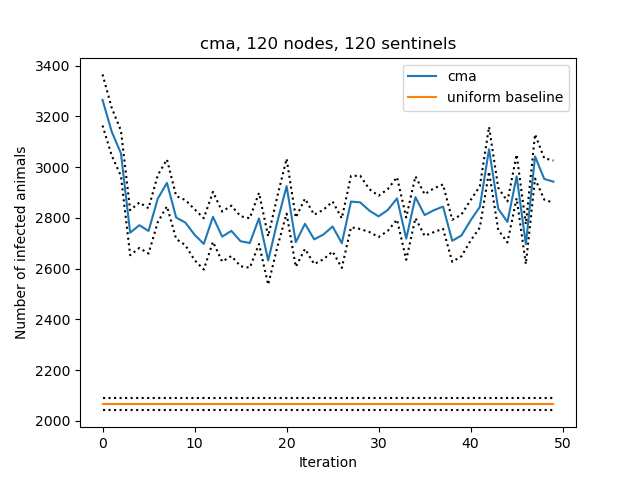 cma, 120 nodes, 120 sentinels
cma
uniform baseline
Number of infected animals
3400
3200
3000
2800
2600
2400
2200
2000
0
10
20
30
40
50
Iteration